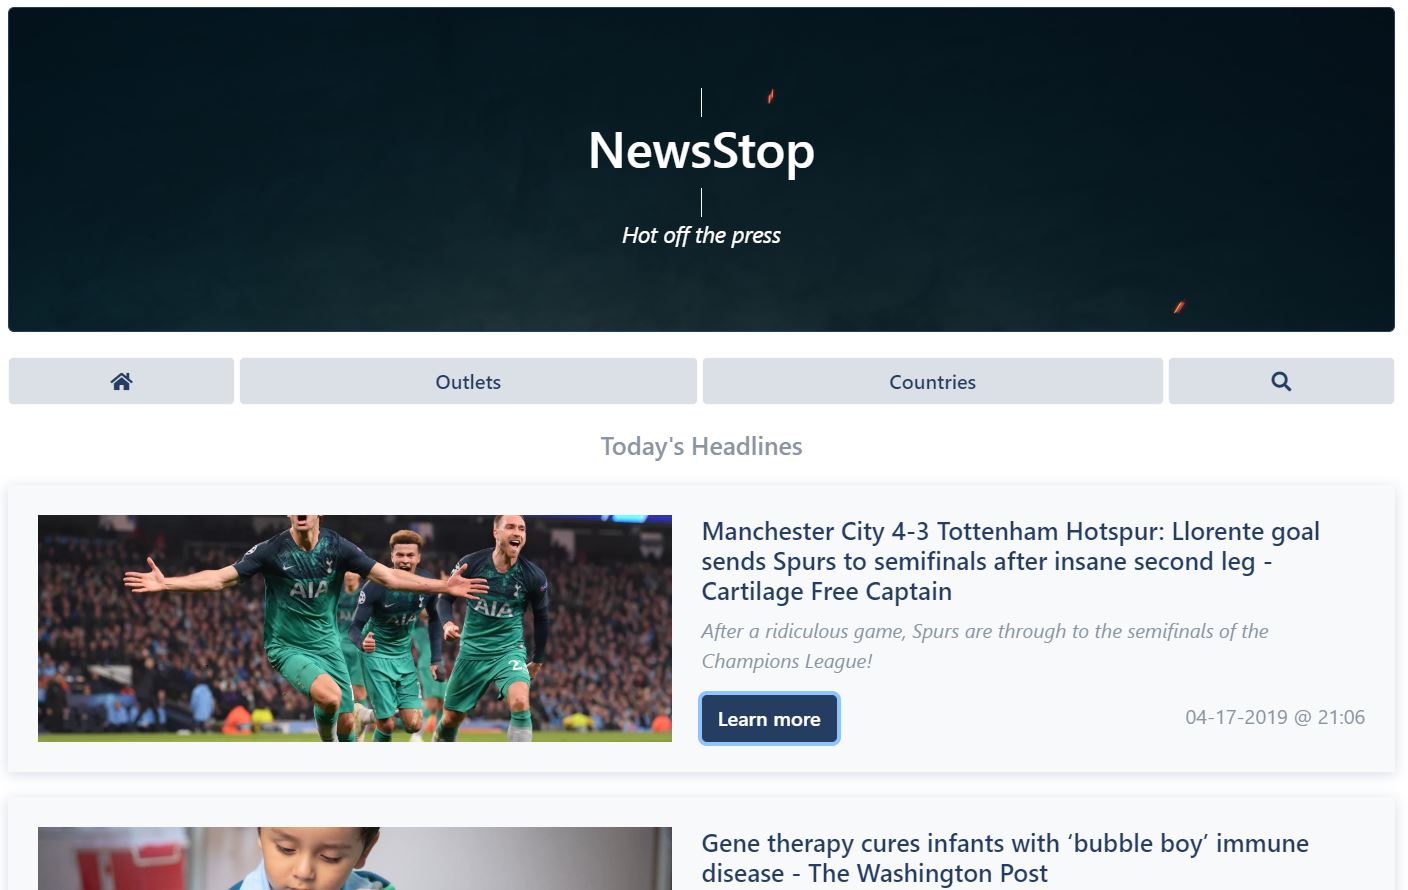 NewsStop
Hot off the press
Outlets
Countries
Today's Headlines
Manchester City 4-3 Tottenham Hotspur: Llorente goal
sends Spurs to semifinals after insane second leg -
Cartilage Free Captain
After a ridiculous game, Spurs are through to the semifinals of the
Champions League!
Learn more
04-17-2019 @ 21:06
AIA
AIA
Gene therapy cures infants with ‘bubble boy’ immune
disease - The Washington Post